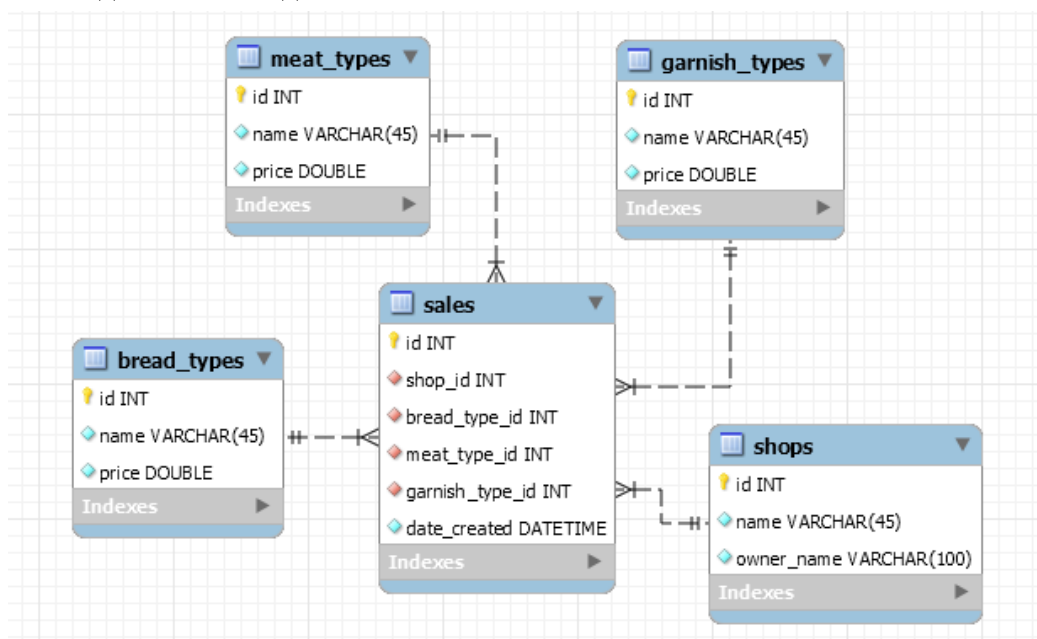 meat_types
id INT
name VARCHAR(45)
price DOUBLE
Indexes
garnish_types
id INT
name VARCHAR(45)
price DOUBLE
Indexes
sales
id INT
shop_id INT
bread_type_id INT
meat_type_id INT
garnish_type_id INT
date_created DATETIME
Indexes
bread_types
id INT
name VARCHAR(45)
price DOUBLE
Indexes
shops
id INT
name VARCHAR(45)
owner_name VARCHAR(100)
Indexes